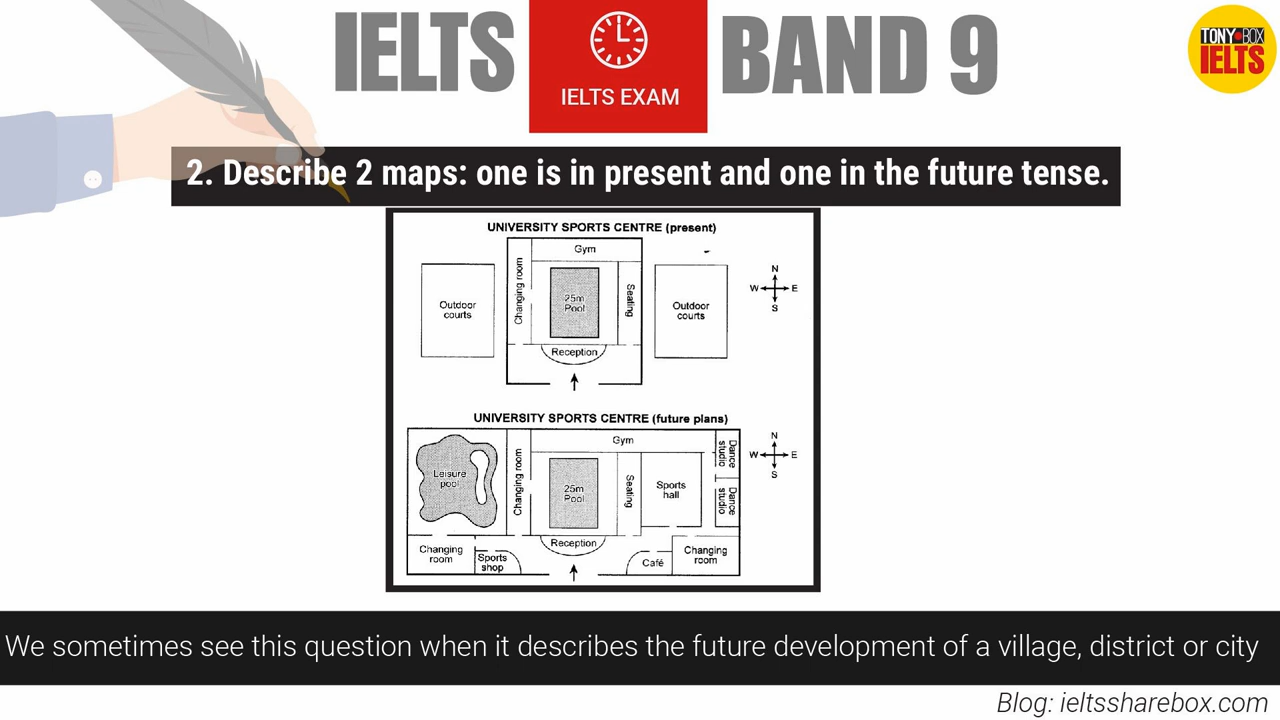 IELTS
IELTS EXAM
BAND 9
TONY BOX
IELTS
2. Describe 2 maps: one is in present and one in the future tense.
UNIVERSITY SPORTS CENTRE (present)
Gym
Changing room
25m
Pool
Seating
Outdoor
courts
Outdoor
courts
Reception
N
W
E
S
UNIVERSITY SPORTS CENTRE (future plans)
Gym
Leisure
pool
Changing room
25m
Pool
Seating
Sports
hall
Dance
studio
Dance
studio
N
W
E
S
Reception
Changing
room
Sports
shop
Café
Changing
room
We sometimes see this question when it describes the future development of a village, district or city
Blog: ieltssharebox.com